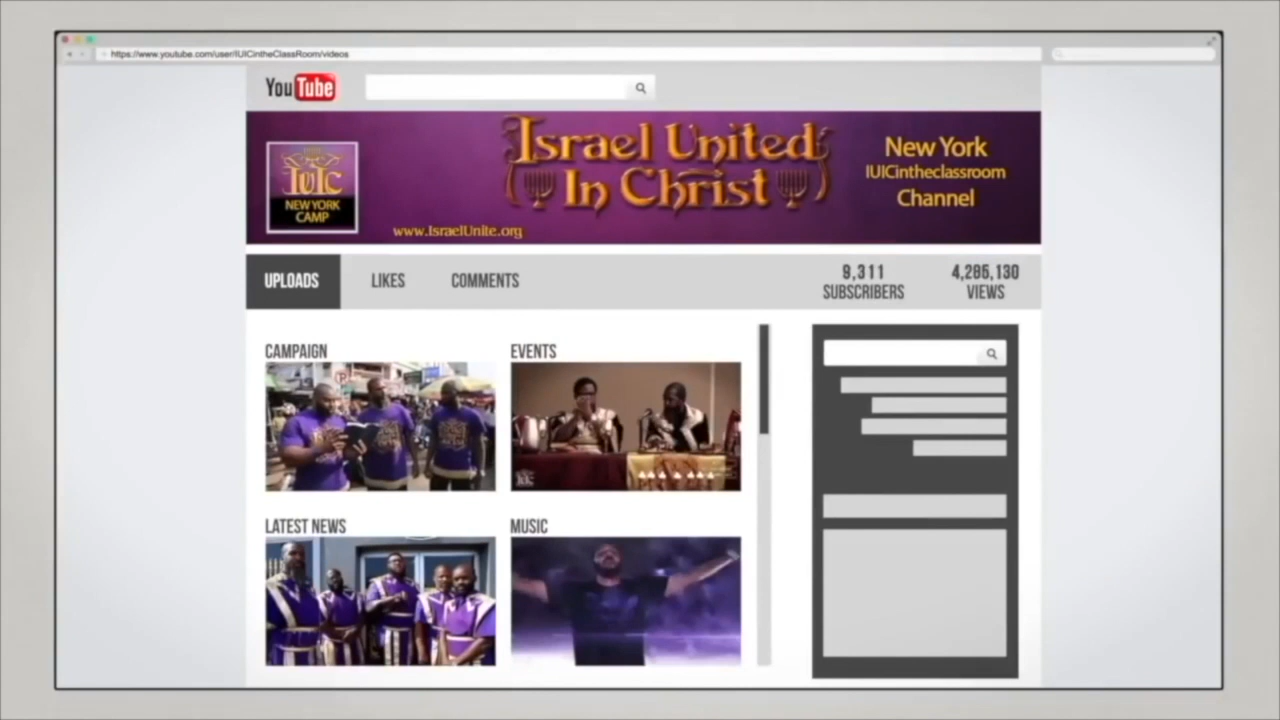 https://www.youtube.com/user/IUICintheClassRoom/videos
YouTube
Israel United
In Christ
IUIC
NEW YORK
CAMP
www.IsraelUnite.org
New York
IUICintheclassroom
Channel
UPLOADS LIKES COMMENTS
9,311
SUBSCRIBERS
4,286,130
VIEWS
CAMPAIGN
EVENTS
IUIC
LATEST NEWS
MUSIC